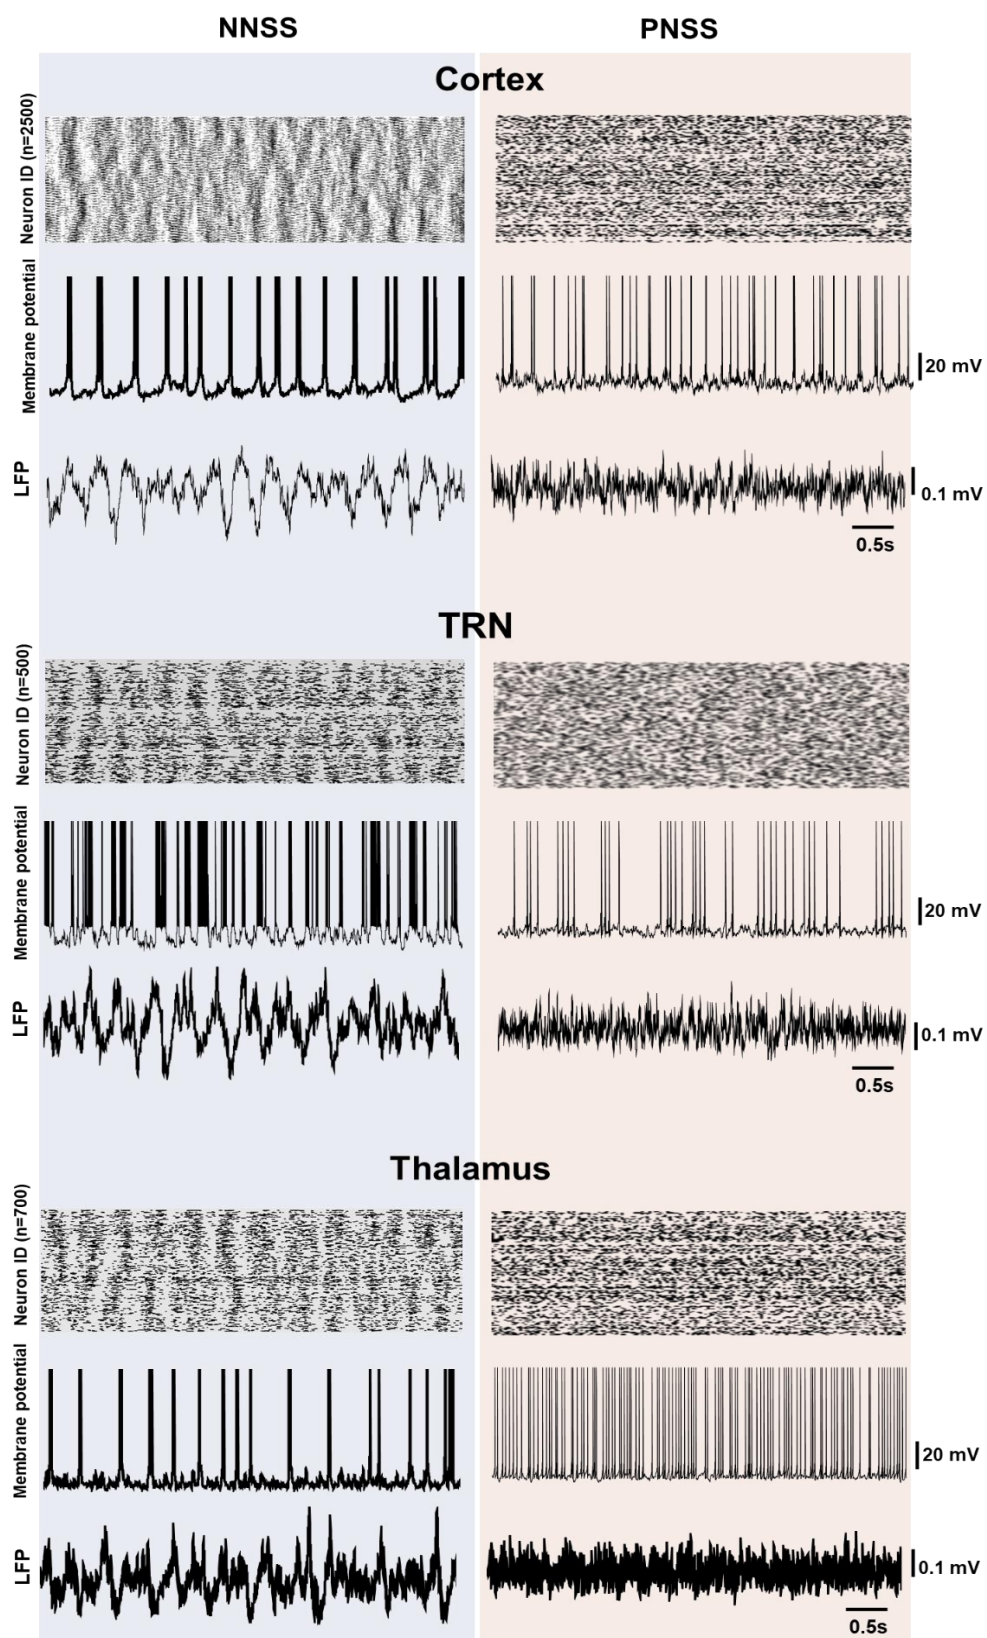 NNSS
PNSS
Cortex
Neuron ID (n=2500)
Membrane potential
20 mV
LFP
0.1 mV
0.5s
TRN
Neuron ID (n=500)
Membrane potential
20 mV
LFP
0.1 mV
0.5s
Thalamus
Neuron ID (n=700)
Membrane potential
20 mV
LFP
0.1 mV
0.5s